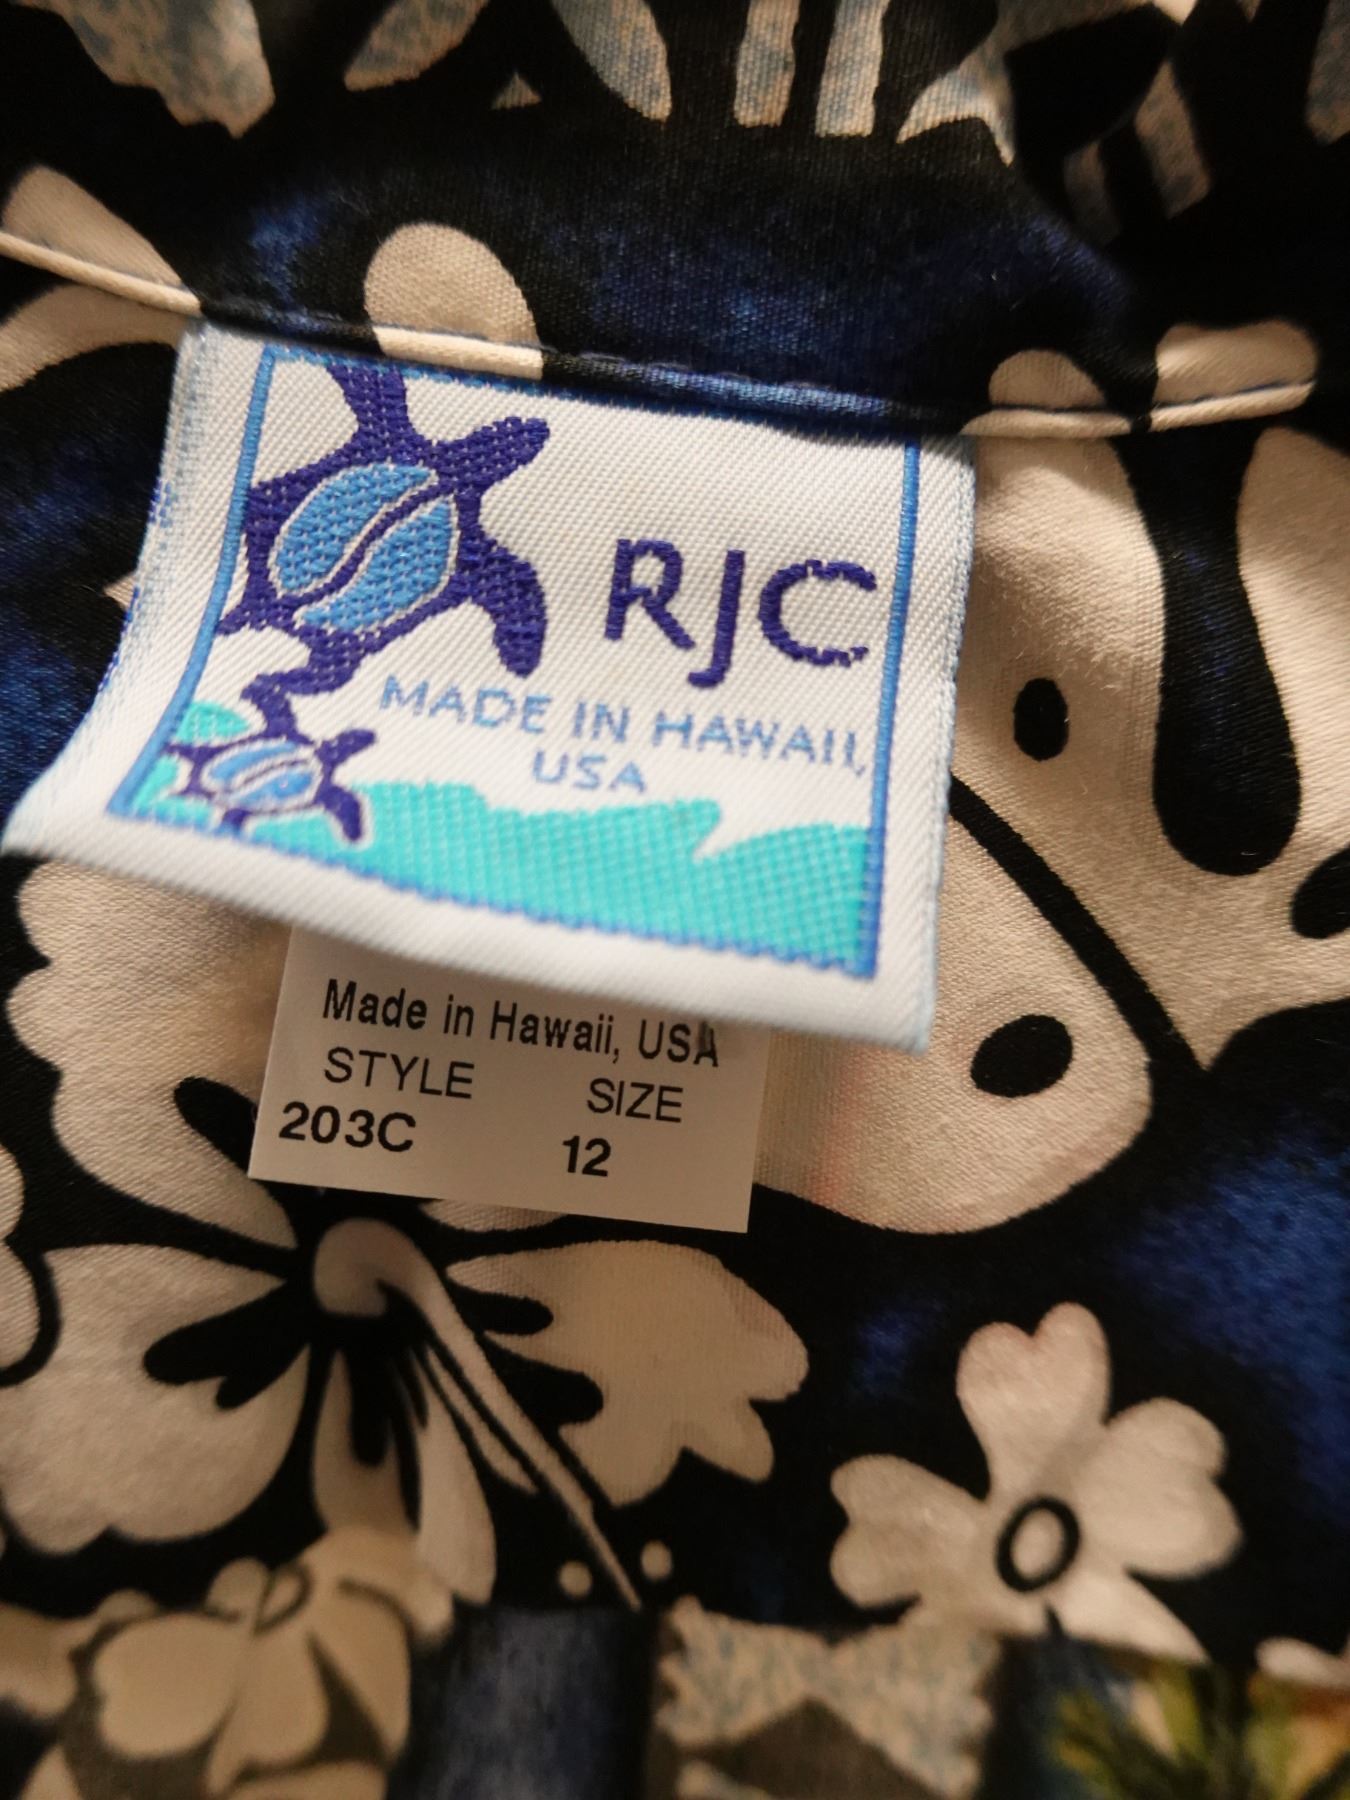 RJC
MADE IN HAWAII,
USA
Made in Hawaii, USA
STYLE SIZE
203C 12